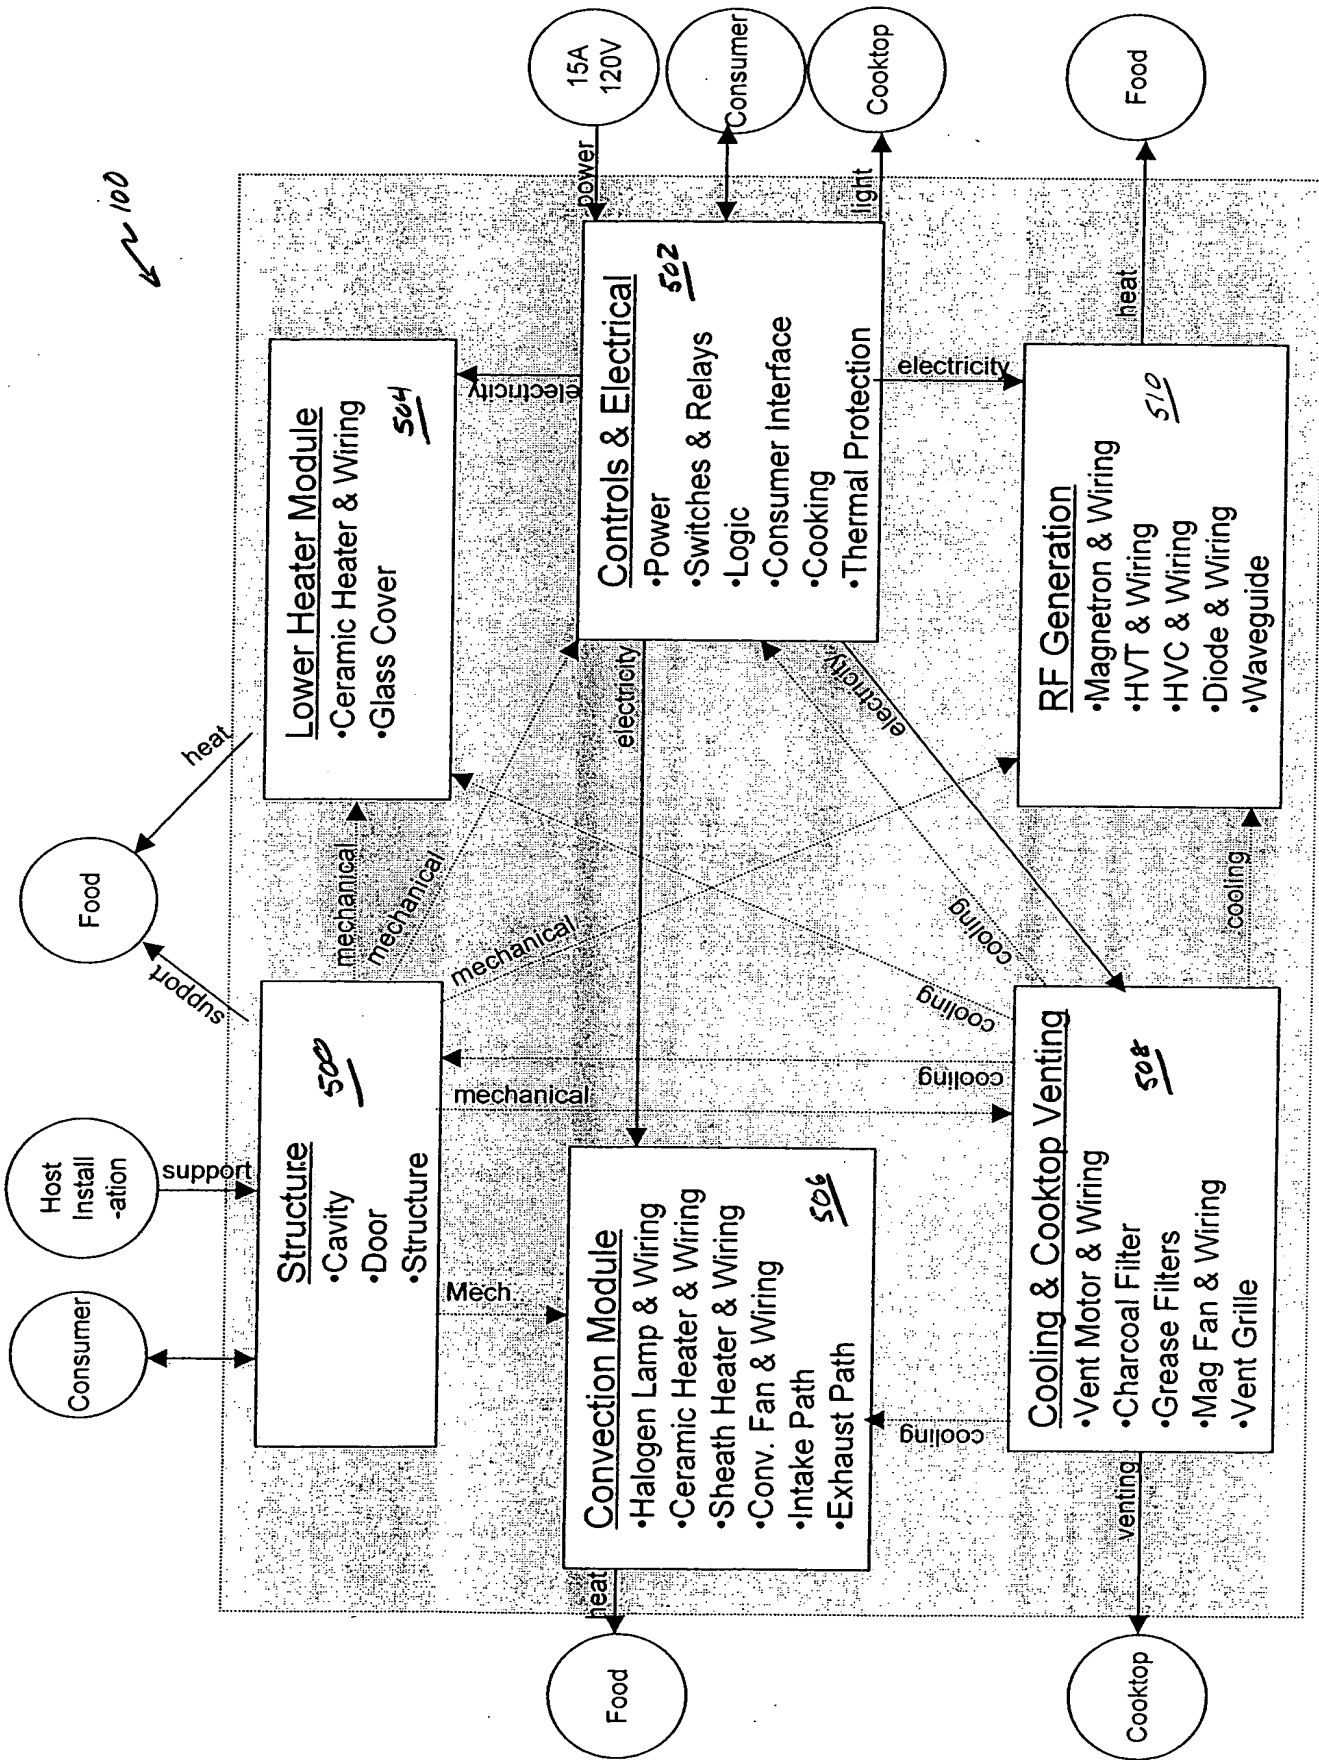 100
Consumer
Host
Install
-ation
Food
support
support
heat
Structure
•Cavity
•Door
•Structure
500
mechanical
mechanical
mechanical
mechanical
Mech.
Lower Heater Module
•Ceramic Heater & Wiring
•Glass Cover
504
electricity
Convection Module
•Halogen Lamp & Wiring
•Ceramic Heater & Wiring
•Sheath Heater & Wiring
•Conv. Fan & Wiring
•Intake Path
•Exhaust Path
506
heat
Food
electricity
Controls & Electrical
•Power
•Switches & Relays
•Logic
•Consumer Interface
•Cooking
•Thermal Protection
502
power
15A
120V
Consumer
light
Cooktop
electricity
electricity
cooling
cooling
cooling
cooling
cooling
Cooling & Cooktop Venting
•Vent Motor & Wiring
•Charcoal Filter
•Grease Filters
•Mag Fan & Wiring
•Vent Grille
508
venting
Cooktop
RF Generation
•Magnetron & Wiring
•HVT & Wiring
•HVC & Wiring
•Diode & Wiring
•Waveguide
510
heat
Food